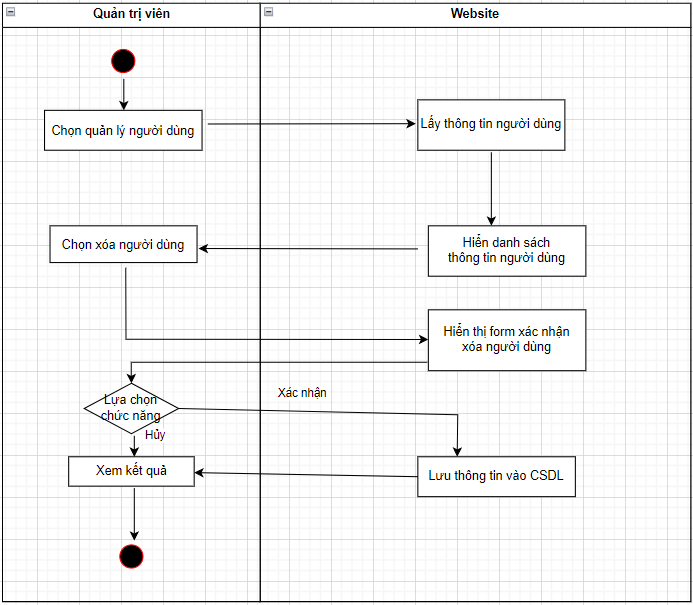 Quản trị viên
Website
Chọn quản lý người dùng
Lấy thông tin người dùng
Chọn xóa người dùng
Hiển danh sách
thông tin người dùng
Hiển thị form xác nhận
xóa người dùng
Lựa chọn
chức năng
Xác nhận
Hủy
Xem kết quả
Lưu thông tin vào CSDL